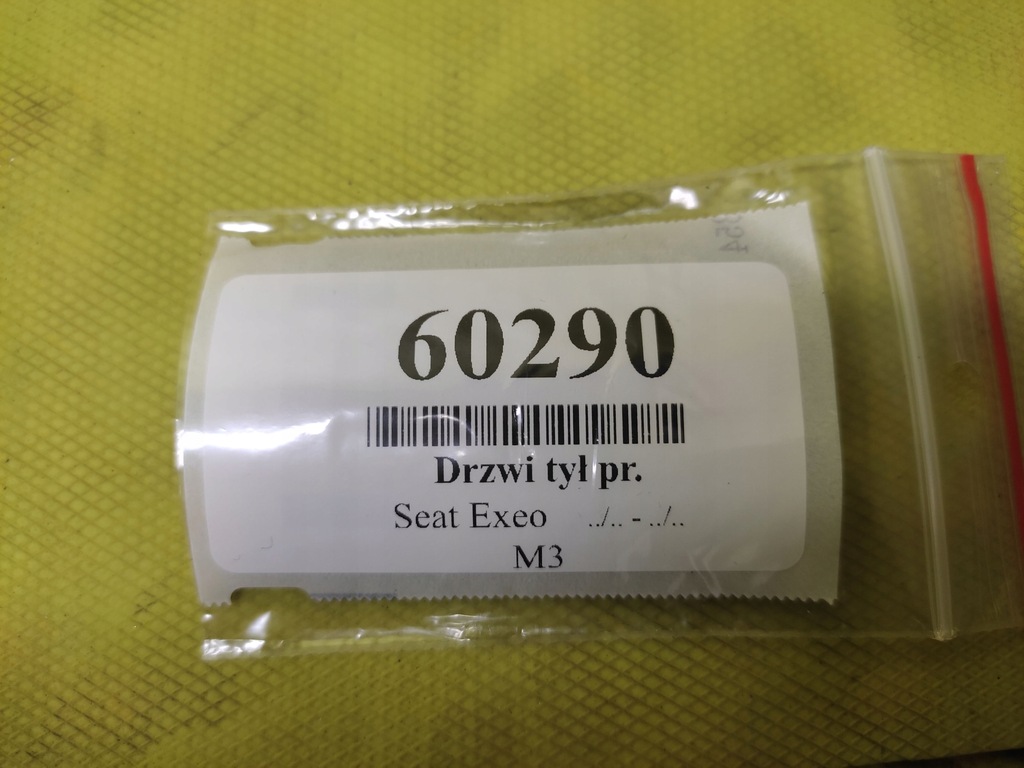 60290
Drzwi tył pr.
Seat Exeo ../.. - ../..
M3